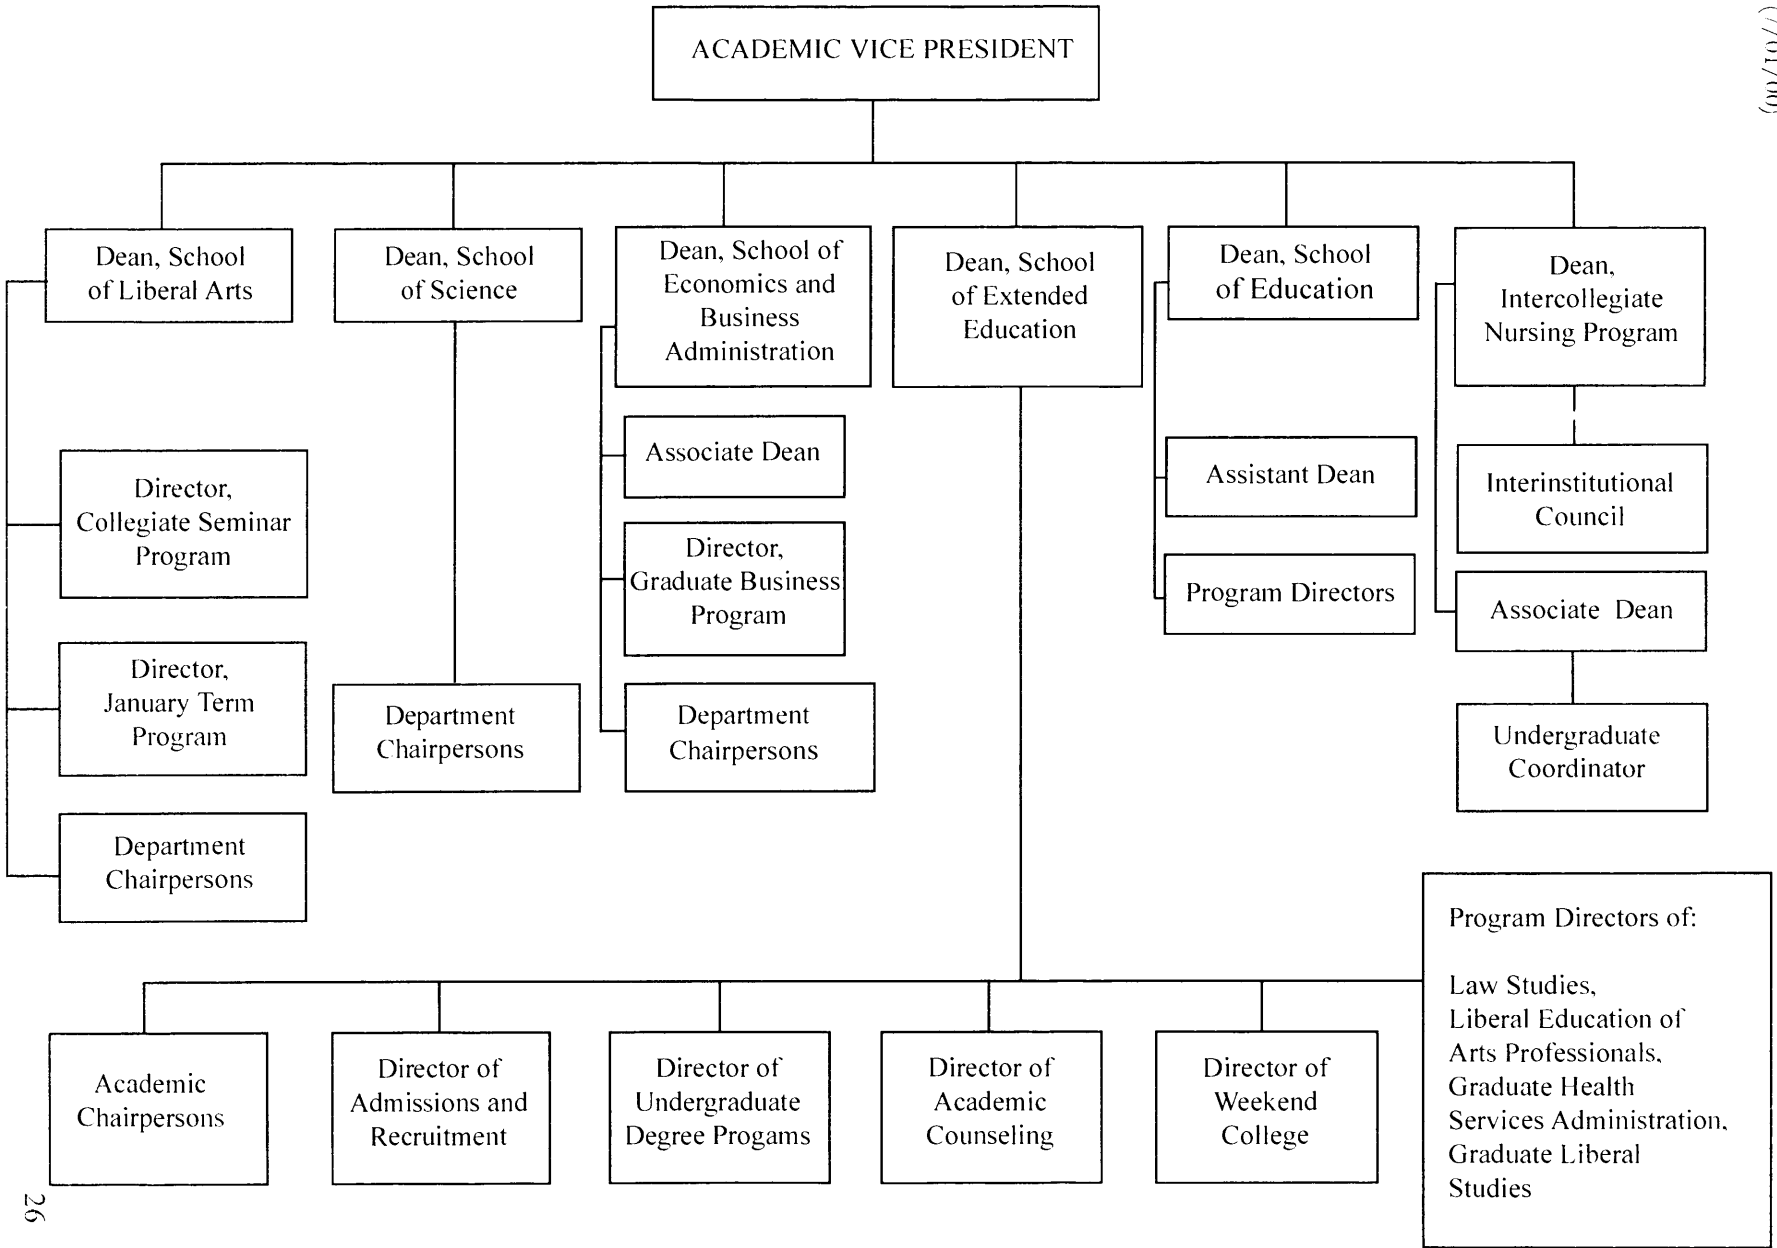 (7/01/00)
ACADEMIC VICE PRESIDENT
Dean, School
of Liberal Arts
Dean, School
of Science
Dean, School of
Economics and
Business
Administration
Dean, School
of Extended
Education
Dean, School
of Education
Dean,
Intercollegiate
Nursing Program
Director,
Collegiate Seminar
Program
Director,
January Term
Program
Department
Chairpersons
Department
Chairpersons
Associate Dean
Director,
Graduate Business
Program
Department
Chairpersons
Assistant Dean
Program Directors
Interinstitutional
Council
Associate Dean
Undergraduate
Coordinator
Academic
Chairpersons
Director of
Admissions and
Recruitment
Director of
Undergraduate
Degree Progams
Director of
Academic
Counseling
Director of
Weekend
College
Program Directors of:
Law Studies,
Liberal Education of
Arts Professionals,
Graduate Health
Services Administration,
Graduate Liberal
Studies
26